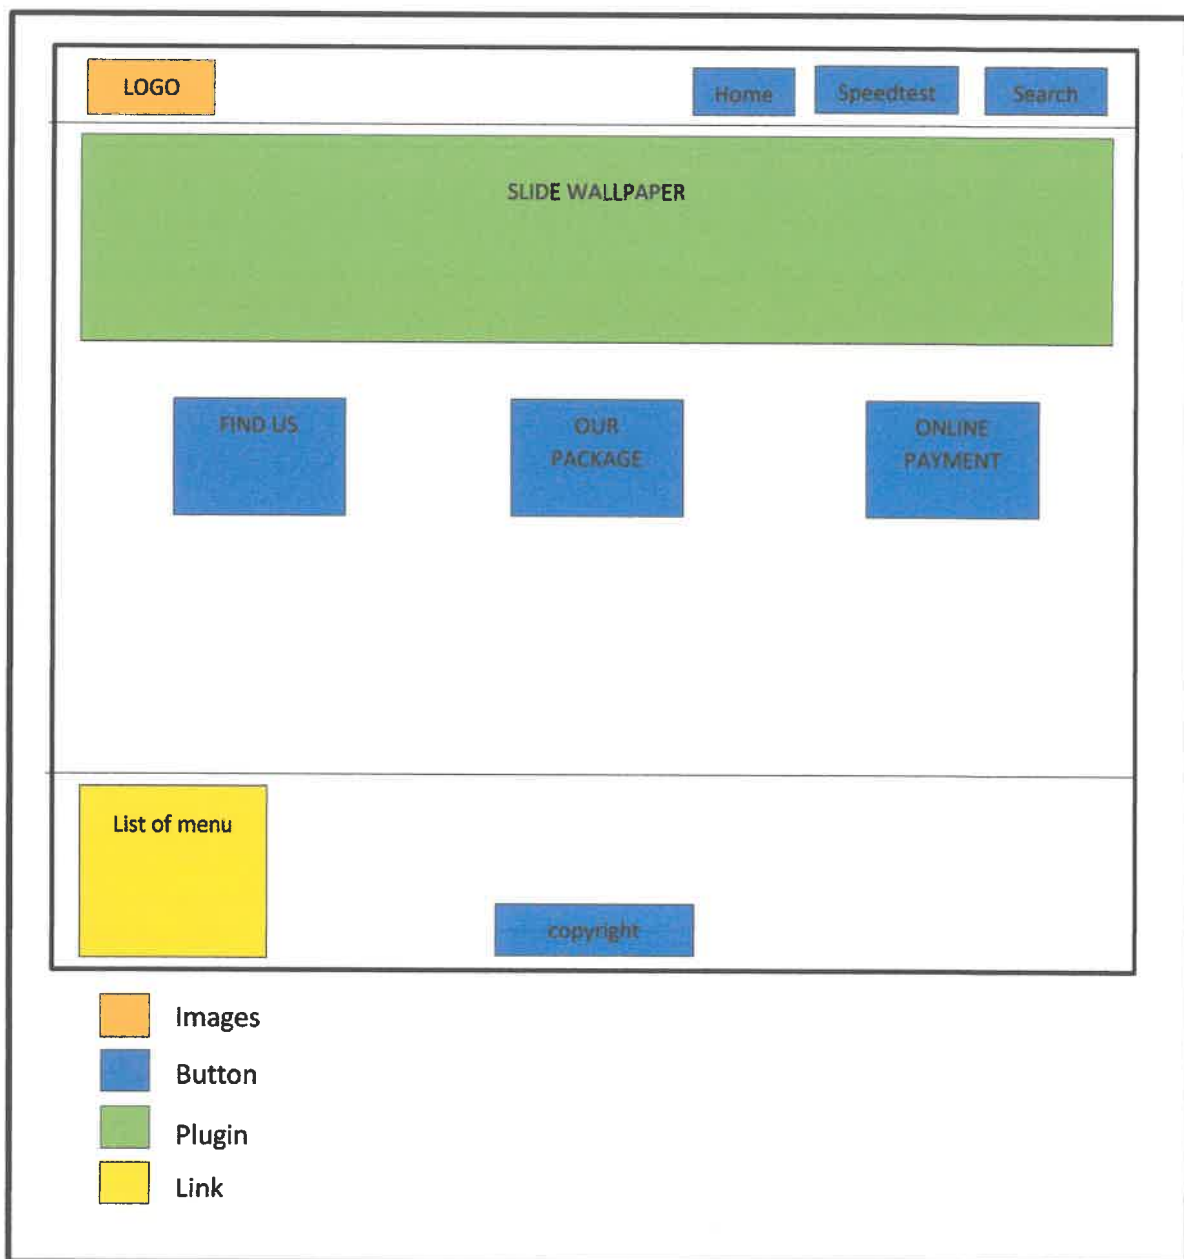 LOGO
Home
Speedtest
Search
SLIDE WALLPAPER
FIND US
OUR
PACKAGE
ONLINE
PAYMENT
List of menu
copyright
Images
Button
Plugin
Link